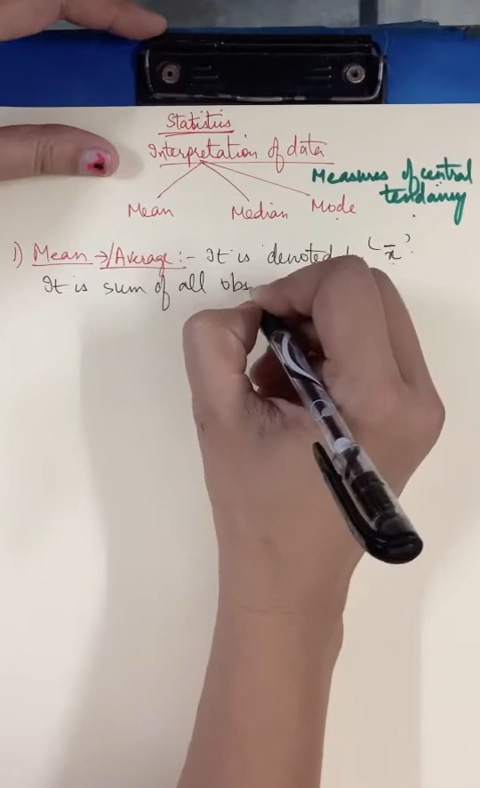 Statistics
Interpretation of data
Measures of central
tendancy
Mean Median Mode
1) Mean →/Average :- It is denoted (x̄)
It is sum of all obs